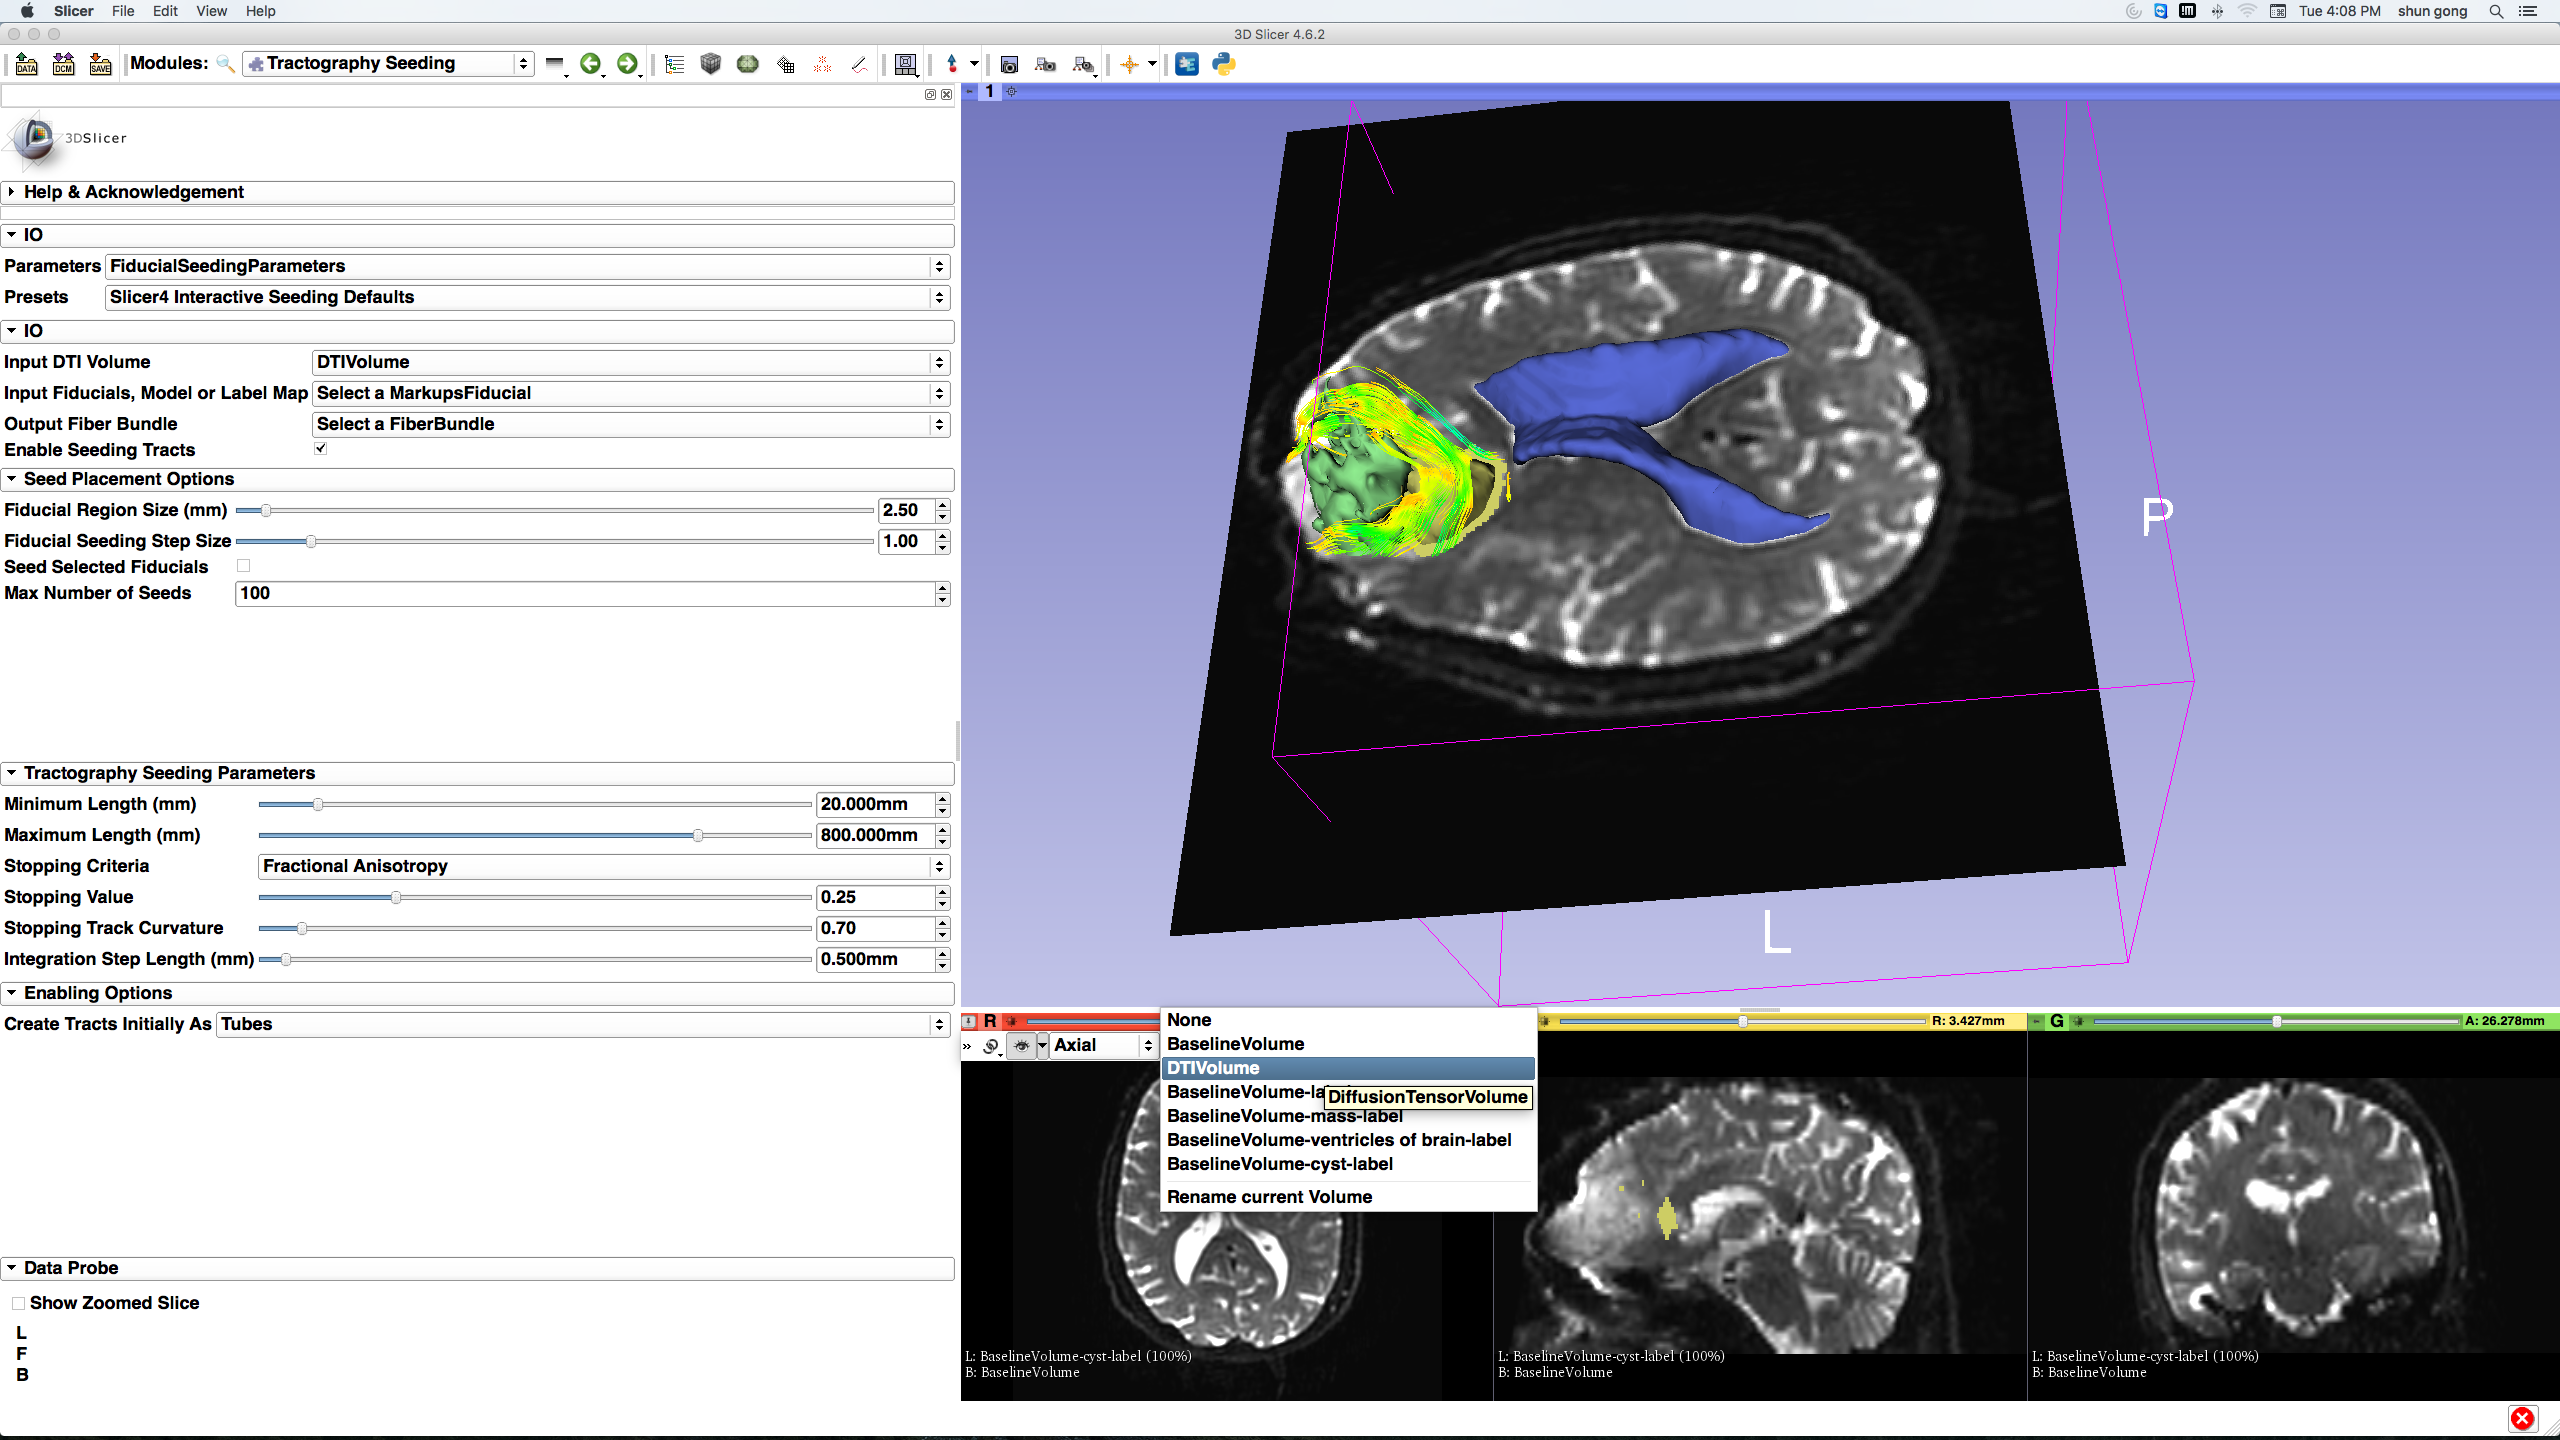 Slicer File Edit View Help
Tue 4:08 PM shun gong
3D Slicer 4.6.2
DATA DCM SAVE Modules: Tractography Seeding
1
3DSlicer
Help & Acknowledgement
IO
Parameters FiducialSeedingParameters
Presets Slicer4 Interactive Seeding Defaults
IO
Input DTI Volume DTIVolume
Input Fiducials, Model or Label Map Select a MarkupsFiducial
Output Fiber Bundle Select a FiberBundle
Enable Seeding Tracts
Seed Placement Options
Fiducial Region Size (mm) 2.50
Fiducial Seeding Step Size 1.00
Seed Selected Fiducials
Max Number of Seeds 100
Tractography Seeding Parameters
Minimum Length (mm) 20.000mm
Maximum Length (mm) 800.000mm
Stopping Criteria Fractional Anisotropy
Stopping Value 0.25
Stopping Track Curvature 0.70
Integration Step Length (mm) 0.500mm
Enabling Options
Create Tracts Initially As Tubes
Data Probe
Show Zoomed Slice
L
F
B
P
L
R
Axial
None
BaselineVolume
DTIVolume
BaselineVolume-la
DiffusionTensorVolume
BaselineVolume-mass-label
BaselineVolume-ventricles of brain-label
BaselineVolume-cyst-label
Rename current Volume
R: 3.427mm
G
A: 26.278mm
L: BaselineVolume-cyst-label (100%)
B: BaselineVolume
L: BaselineVolume-cyst-label (100%)
B: BaselineVolume
L: BaselineVolume-cyst-label (100%)
B: BaselineVolume